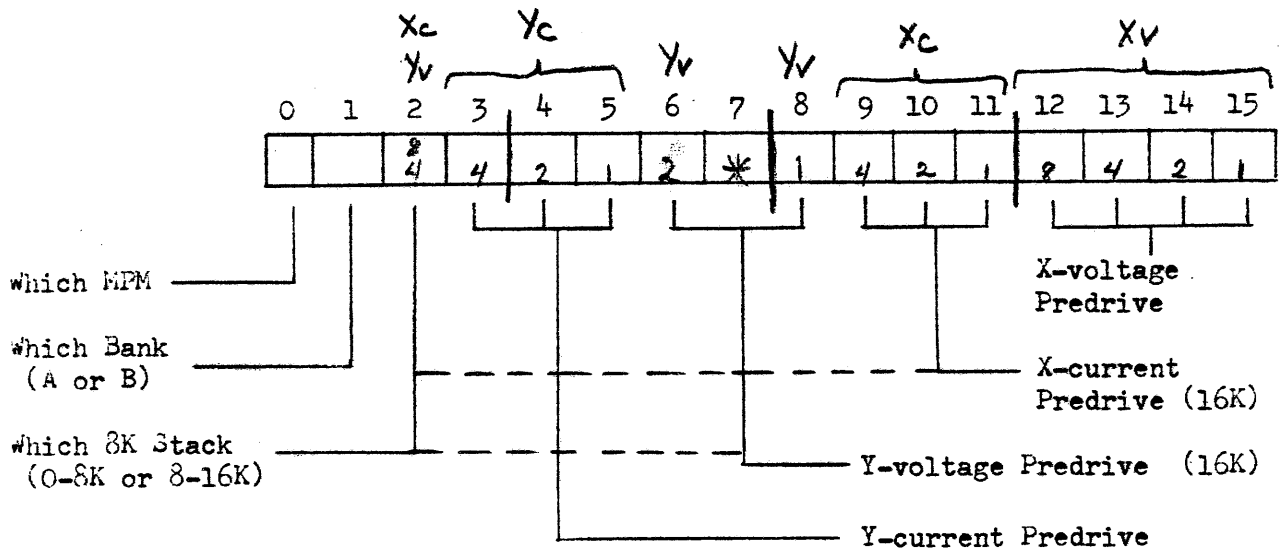 Xc Yc Xc Xv
Yv Yv Yv
0 1 2 3 4 5 6 7 8 9 10 11 12 13 14 15
8
4 4 2 1 2 * 1 4 2 1 8 4 2 1
Which MPM
X-voltage
Predrive
Which Bank
(A or B)
X-current
Predrive (16K)
Which 8K Stack
(0-8K or 8-16K)
Y-voltage Predrive (16K)
Y-current Predrive